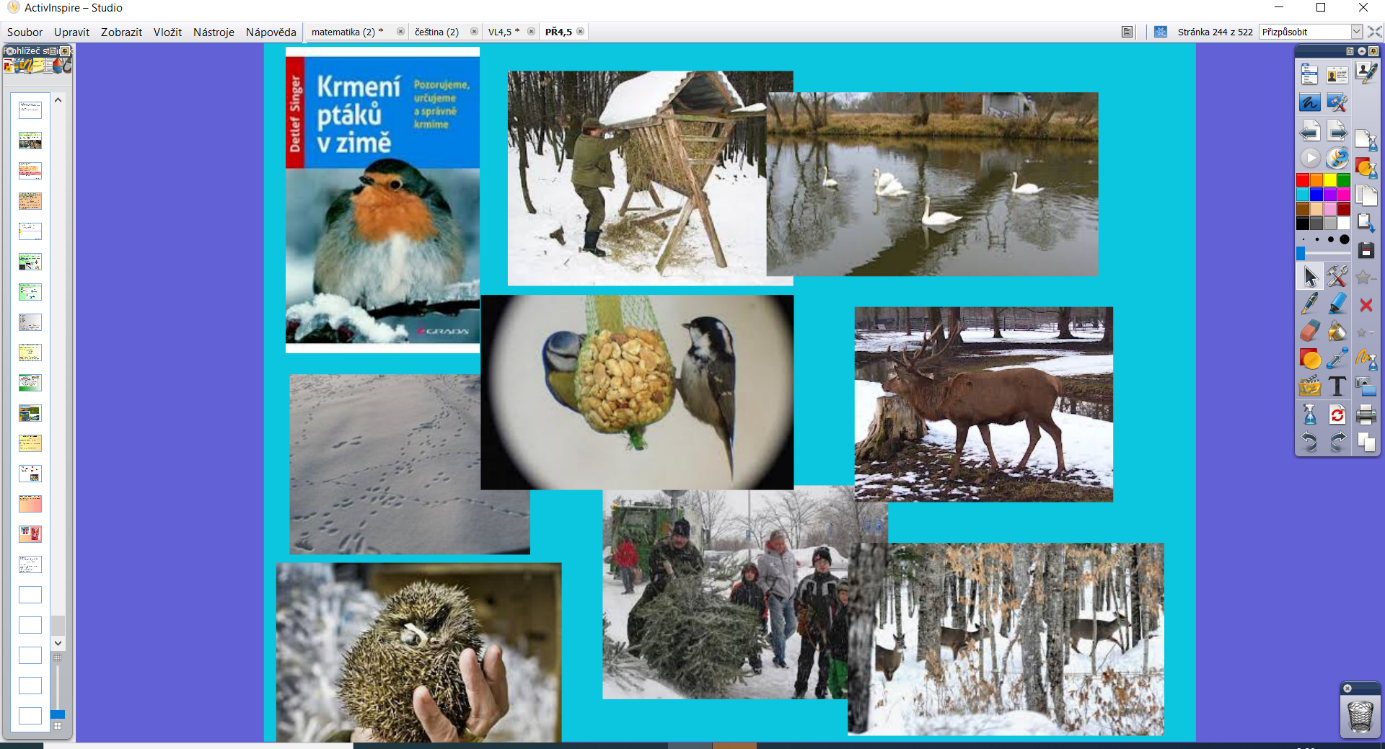 ActivInspire – Studio
Soubor Upravit Zobrazit Vložit Nástroje Nápověda
matematika (2) * čeština (2) VL4,5 * PŘ4,5
Stránka 244 z 522 Přizpůsobit
Detlef Singer
Krmení
ptáků
v zimě
Pozorujeme,
určujeme
a správně
krmíme
GRADA